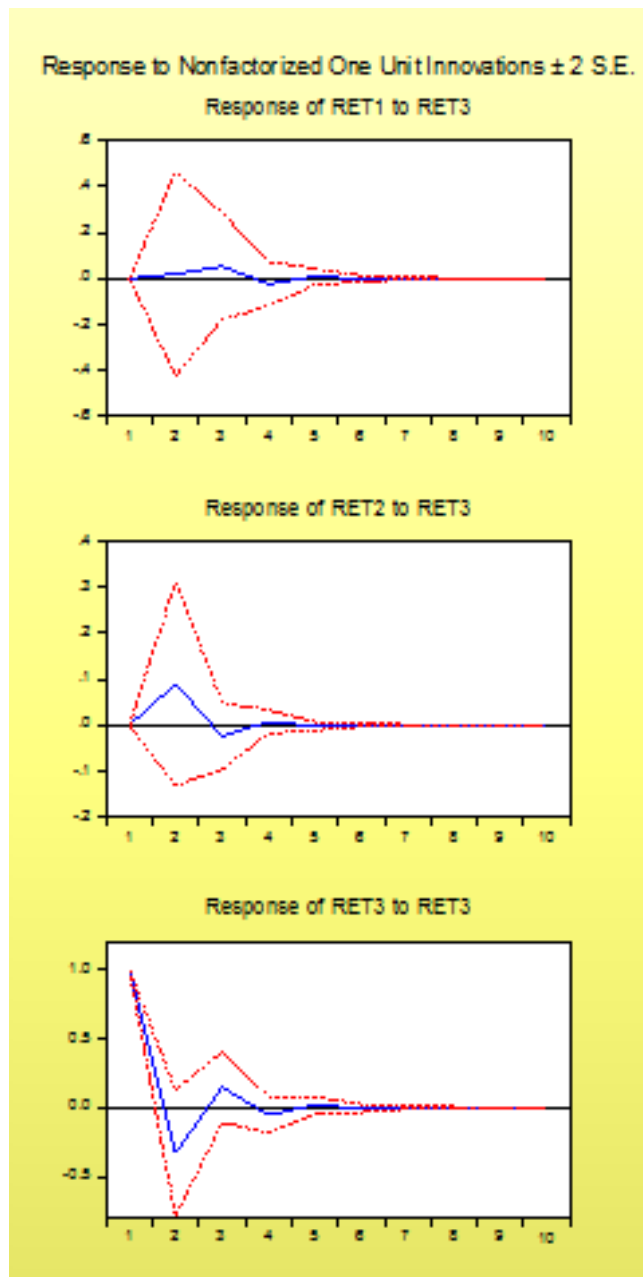 Response to Nonfactorized One Unit Innovations ± 2 S.E.
Response of RET1 to RET3
.6
.4
.2
.0
-.2
-.4
-.6
1 2 3 4 5 6 7 8 9 10
Response of RET2 to RET3
.4
.3
.2
.1
.0
-.1
-.2
1 2 3 4 5 6 7 8 9 10
Response of RET3 to RET3
1.0
0.5
0.0
-0.5
1 2 3 4 5 6 7 8 9 10